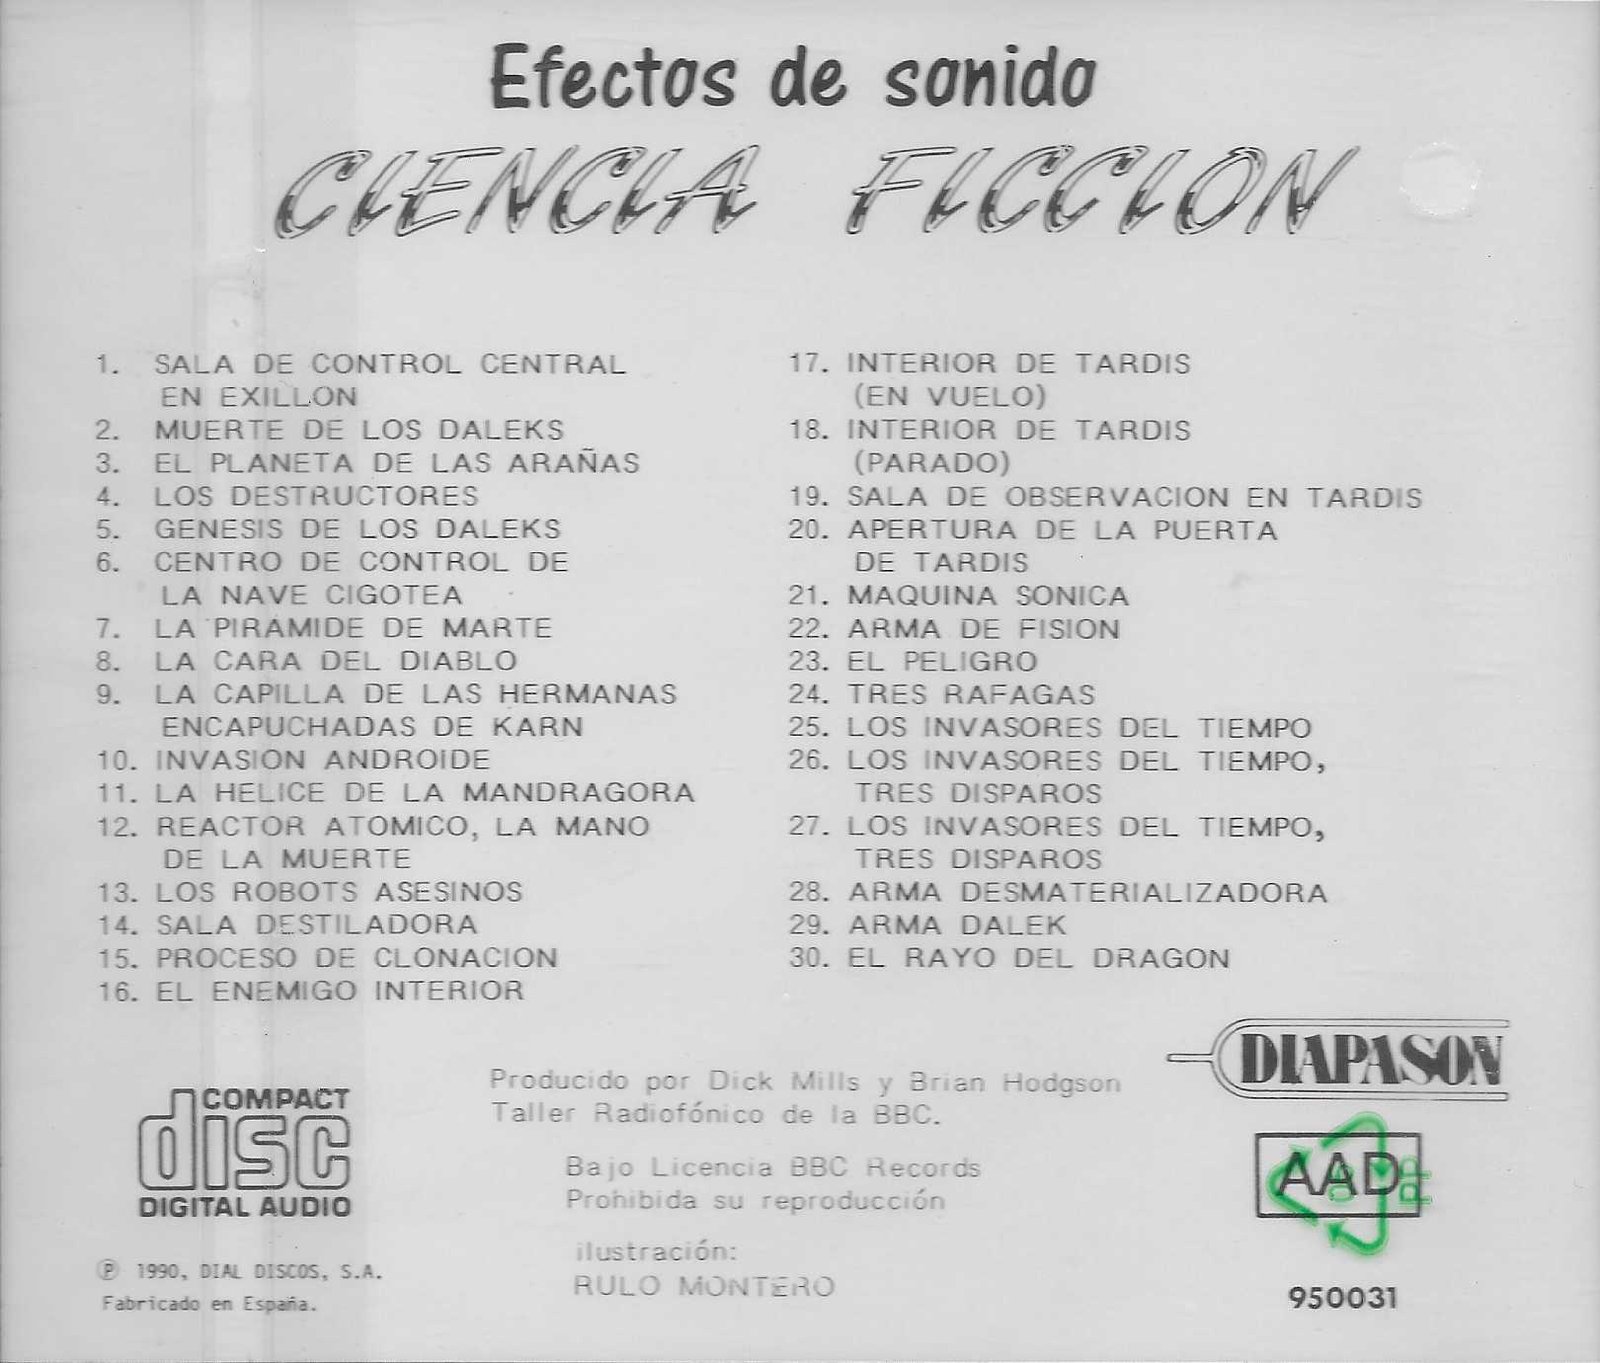 Efectos de sonido
CIENCIA FICCION
1. SALA DE CONTROL CENTRAL
EN EXILLON
2. MUERTE DE LOS DALEKS
3. EL PLANETA DE LAS ARAÑAS
4. LOS DESTRUCTORES
5. GENESIS DE LOS DALEKS
6. CENTRO DE CONTROL DE
LA NAVE CIGOTEA
7. LA PIRAMIDE DE MARTE
8. LA CARA DEL DIABLO
9. LA CAPILLA DE LAS HERMANAS
ENCAPUCHADAS DE KARN
10. INVASION ANDROIDE
11. LA HELICE DE LA MANDRAGORA
12. REACTOR ATOMICO, LA MANO
DE LA MUERTE
13. LOS ROBOTS ASESINOS
14. SALA DESTILADORA
15. PROCESO DE CLONACION
16. EL ENEMIGO INTERIOR
17. INTERIOR DE TARDIS
(EN VUELO)
18. INTERIOR DE TARDIS
(PARADO)
19. SALA DE OBSERVACION EN TARDIS
20. APERTURA DE LA PUERTA
DE TARDIS
21. MAQUINA SONICA
22. ARMA DE FISION
23. EL PELIGRO
24. TRES RAFAGAS
25. LOS INVASORES DEL TIEMPO
26. LOS INVASORES DEL TIEMPO,
TRES DISPAROS
27. LOS INVASORES DEL TIEMPO,
TRES DISPAROS
28. ARMA DESMATERIALIZADORA
29. ARMA DALEK
30. EL RAYO DEL DRAGON
COMPACT
disc
DIGITAL AUDIO
Ⓟ 1990, DIAL DISCOS, S.A.
Fabricado en España.
Producido por Dick Mills y Brian Hodgson
Taller Radiofónico de la BBC.
Bajo Licencia BBC Records
Prohibida su reproducción
ilustración:
RULO MONTERO
DIAPASON
AAD
950031